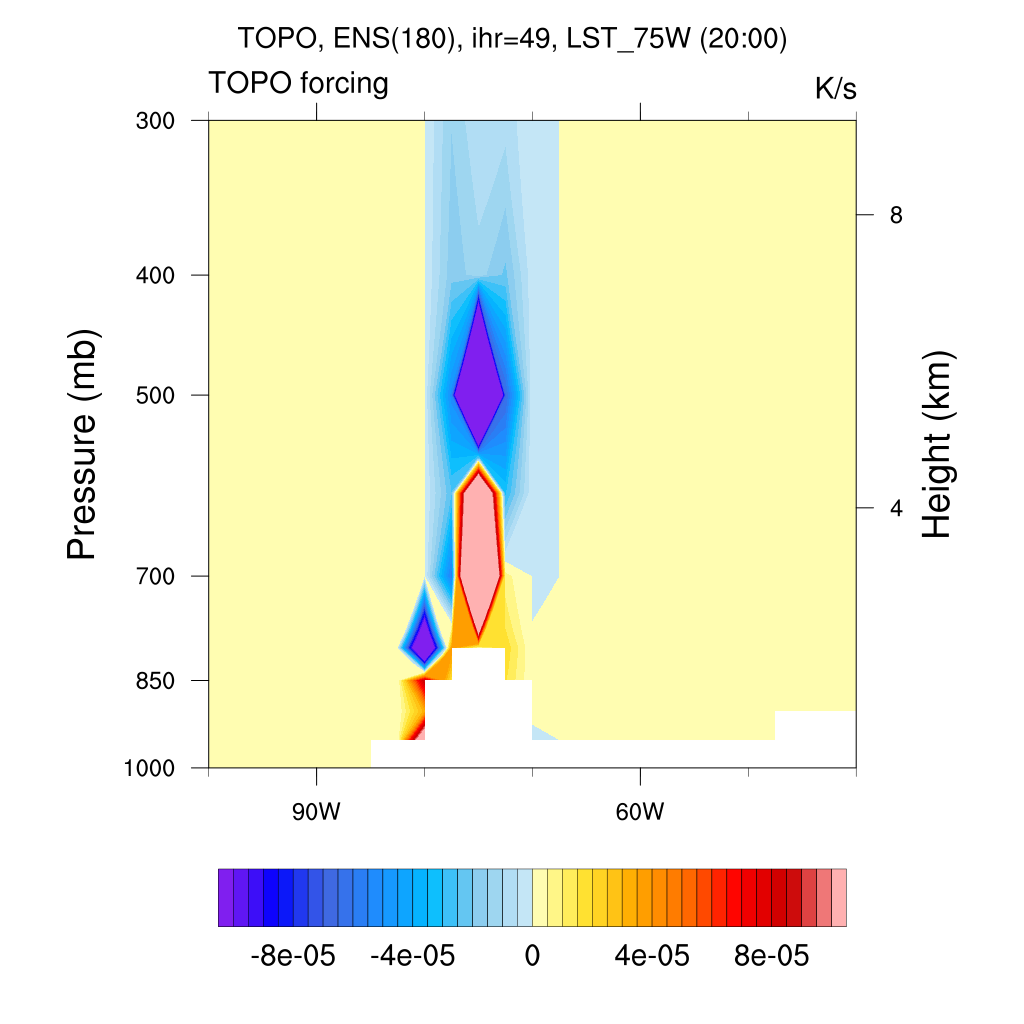 TOPO, ENS(180), ihr=49, LST_75W (20:00)
TOPO forcing
K/s
300
400
500
700
850
1000
Pressure (mb)
8
4
Height (km)
90W
60W
-8e-05
-4e-05
0
4e-05
8e-05